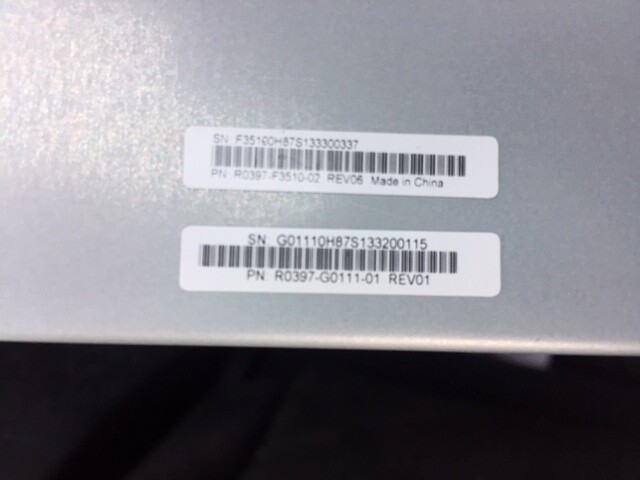 SN: F35100H87S133300337
PN: R0397-F3510-02 REV06 Made in China
SN: G01110H87S133200115
PN: R0397-G0111-01 REV01